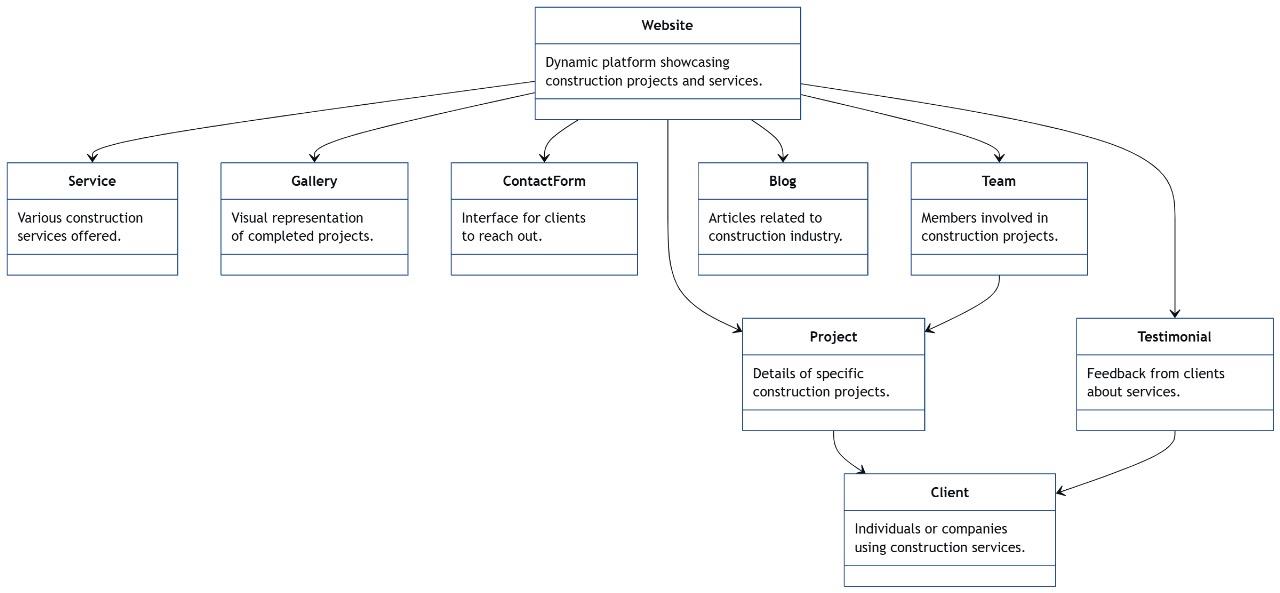 Website
Dynamic platform showcasing
construction projects and services.
Service
Various construction
services offered.
Gallery
Visual representation
of completed projects.
ContactForm
Interface for clients
to reach out.
Blog
Articles related to
construction industry.
Team
Members involved in
construction projects.
Project
Details of specific
construction projects.
Testimonial
Feedback from clients
about services.
Client
Individuals or companies
using construction services.